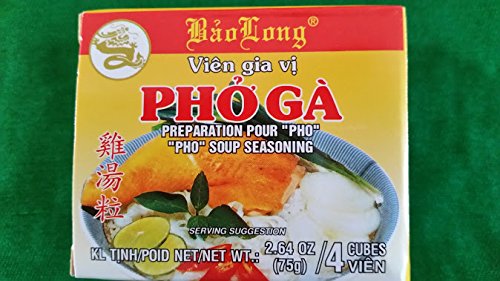 BảoLong®
Viên gia vị
PHỞ GÀ
PREPARATION POUR "PHO"
"PHO" SOUP SEASONING
雞湯粒
SERVING SUGGESTION
KL TỊNH/POID NET/NET WT.: 2.64 OZ (75g) /4 CUBES VIÊN